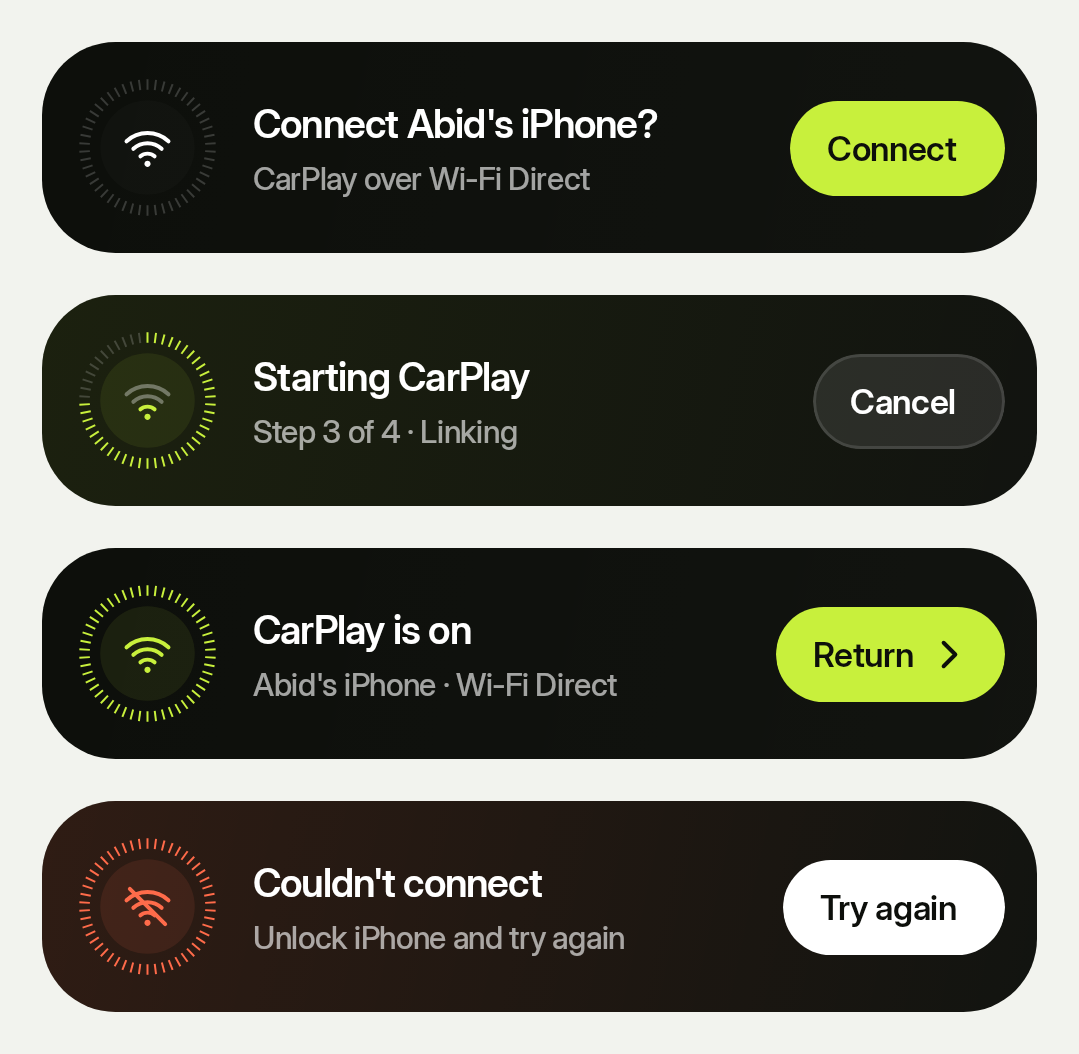 Connect Abid's iPhone?
CarPlay over Wi-Fi Direct
Connect
Starting CarPlay
Step 3 of 4 · Linking
Cancel
CarPlay is on
Abid's iPhone · Wi-Fi Direct
Return
Couldn't connect
Unlock iPhone and try again
Try again